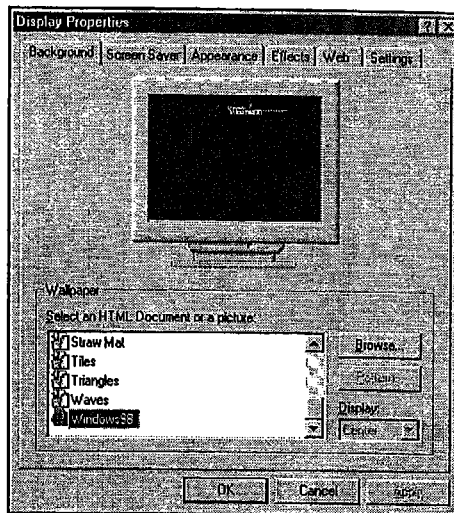 Display Properties
Background Screen Saver Appearance Effects Web Settings
Wallpaper
Select an HTML Document or a picture:
Straw Mat
Tiles
Triangles
Waves
Windows98
Browse...
Pattern...
Display:
Center
OK Cancel Apply